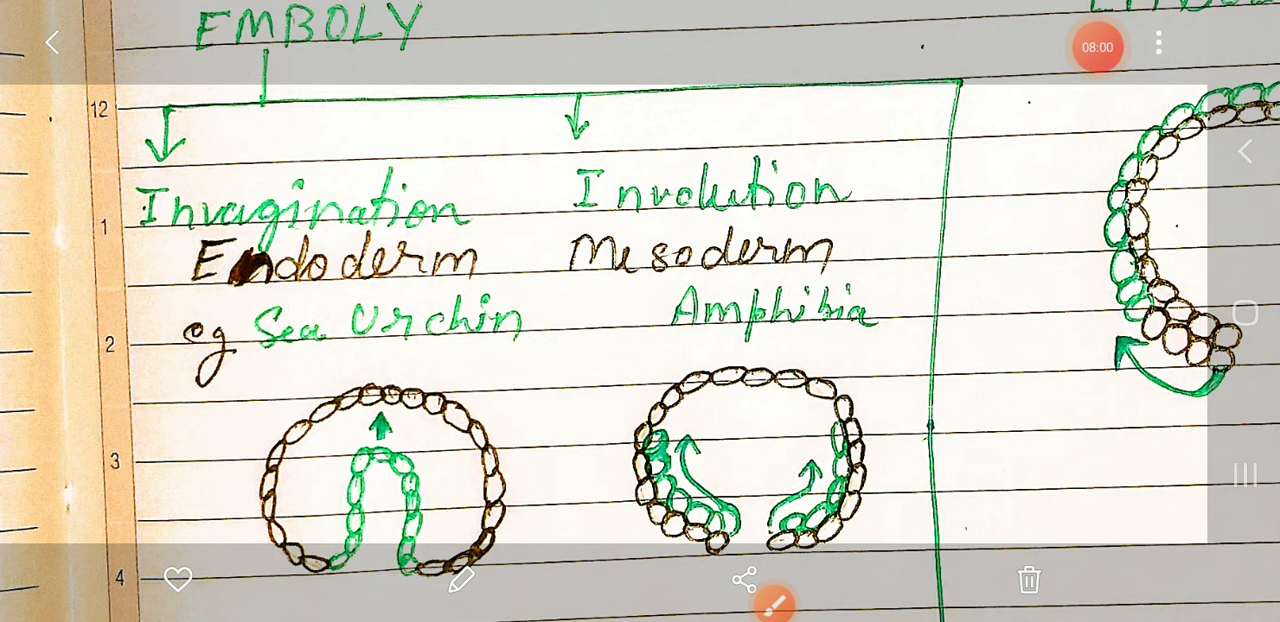 EMBOLY
08:00
12
Invagination Involution
1
Endoderm Mesoderm
eg Sea Urchin Amphibia
2
3
4